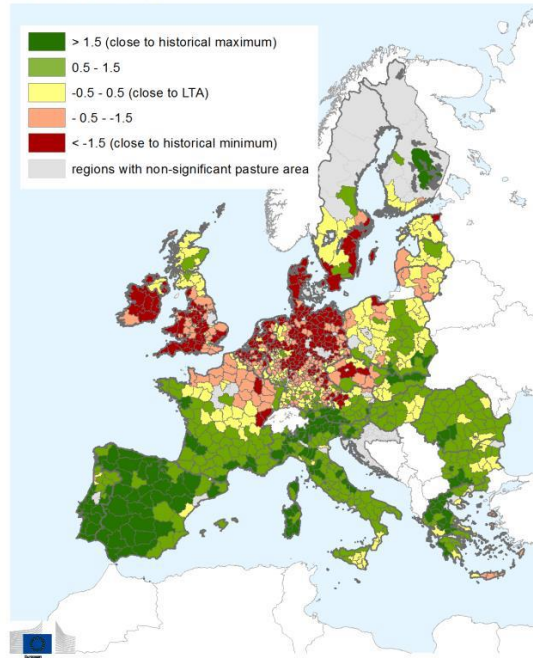 > 1.5 (close to historical maximum)
0.5 - 1.5
-0.5 - 0.5 (close to LTA)
- 0.5 - -1.5
< -1.5 (close to historical minimum)
regions with non-significant pasture area
European